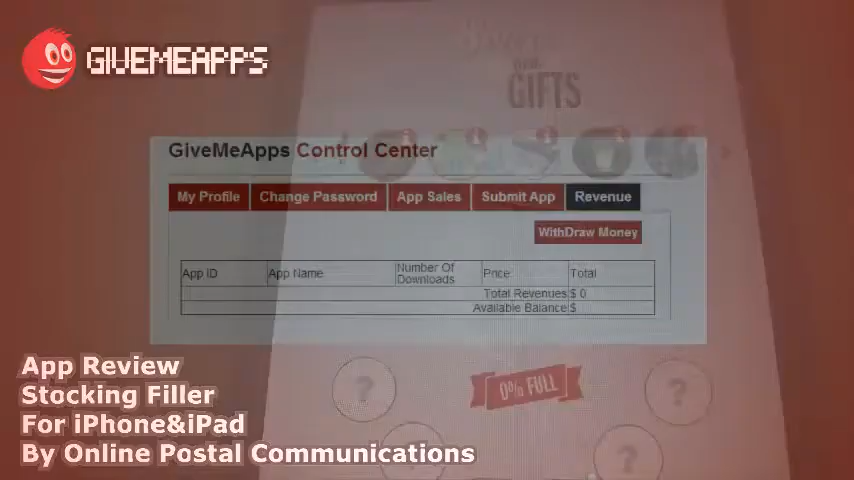 GIVEMEAPPS
GIFTS
GiveMeApps Control Center
My Profile
Change Password
App Sales
Submit App
Revenue
WithDraw Money
App ID
App Name
Number Of
Downloads
Price
Total
Total Revenues $ 0
Available Balance $
?
0% FULL
?
?
App Review
Stocking Filler
For iPhone&iPad
By Online Postal Communications